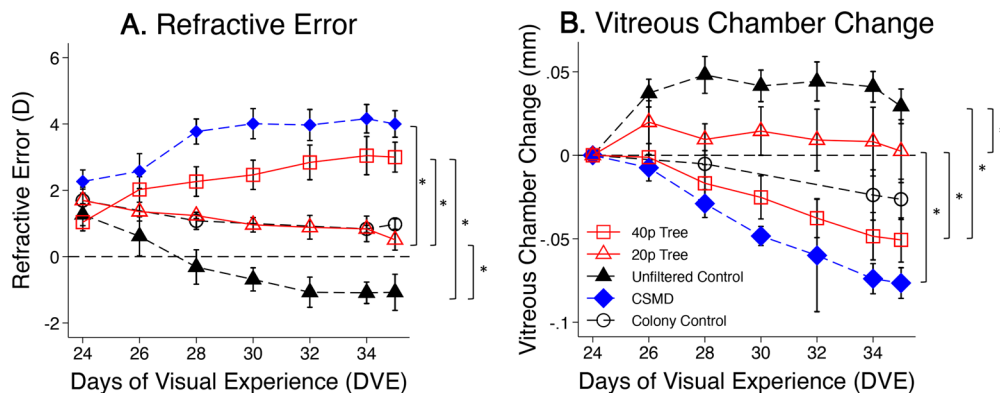 A. Refractive Error
Refractive Error (D)
6
4
2
0
-2
24 26 28 30 32 34
Days of Visual Experience (DVE)
*
*
*
*
B. Vitreous Chamber Change
Vitreous Chamber Change (mm)
.05
0
-.05
-.1
40p Tree
20p Tree
Unfiltered Control
CSMD
Colony Control
24 26 28 30 32 34
Days of Visual Experience (DVE)
*
*
*
*